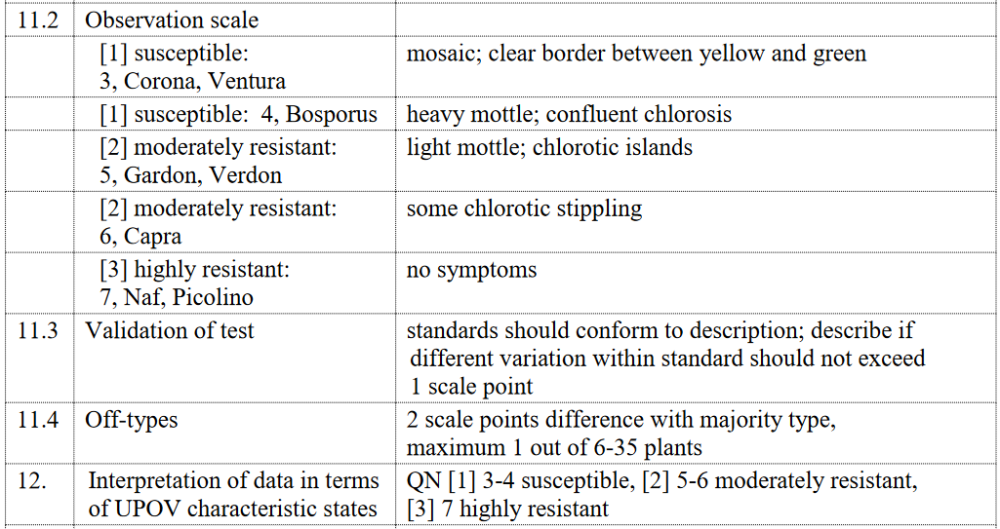 11.2 Observation scale
[1] susceptible: mosaic; clear border between yellow and green
3, Corona, Ventura
[1] susceptible: 4, Bosporus heavy mottle; confluent chlorosis
[2] moderately resistant: light mottle; chlorotic islands
5, Gardon, Verdon
[2] moderately resistant: some chlorotic stippling
6, Capra
[3] highly resistant: no symptoms
7, Naf, Picolino
11.3 Validation of test standards should conform to description; describe if
different variation within standard should not exceed
1 scale point
11.4 Off-types 2 scale points difference with majority type,
maximum 1 out of 6-35 plants
12. Interpretation of data in terms QN [1] 3-4 susceptible, [2] 5-6 moderately resistant,
of UPOV characteristic states [3] 7 highly resistant